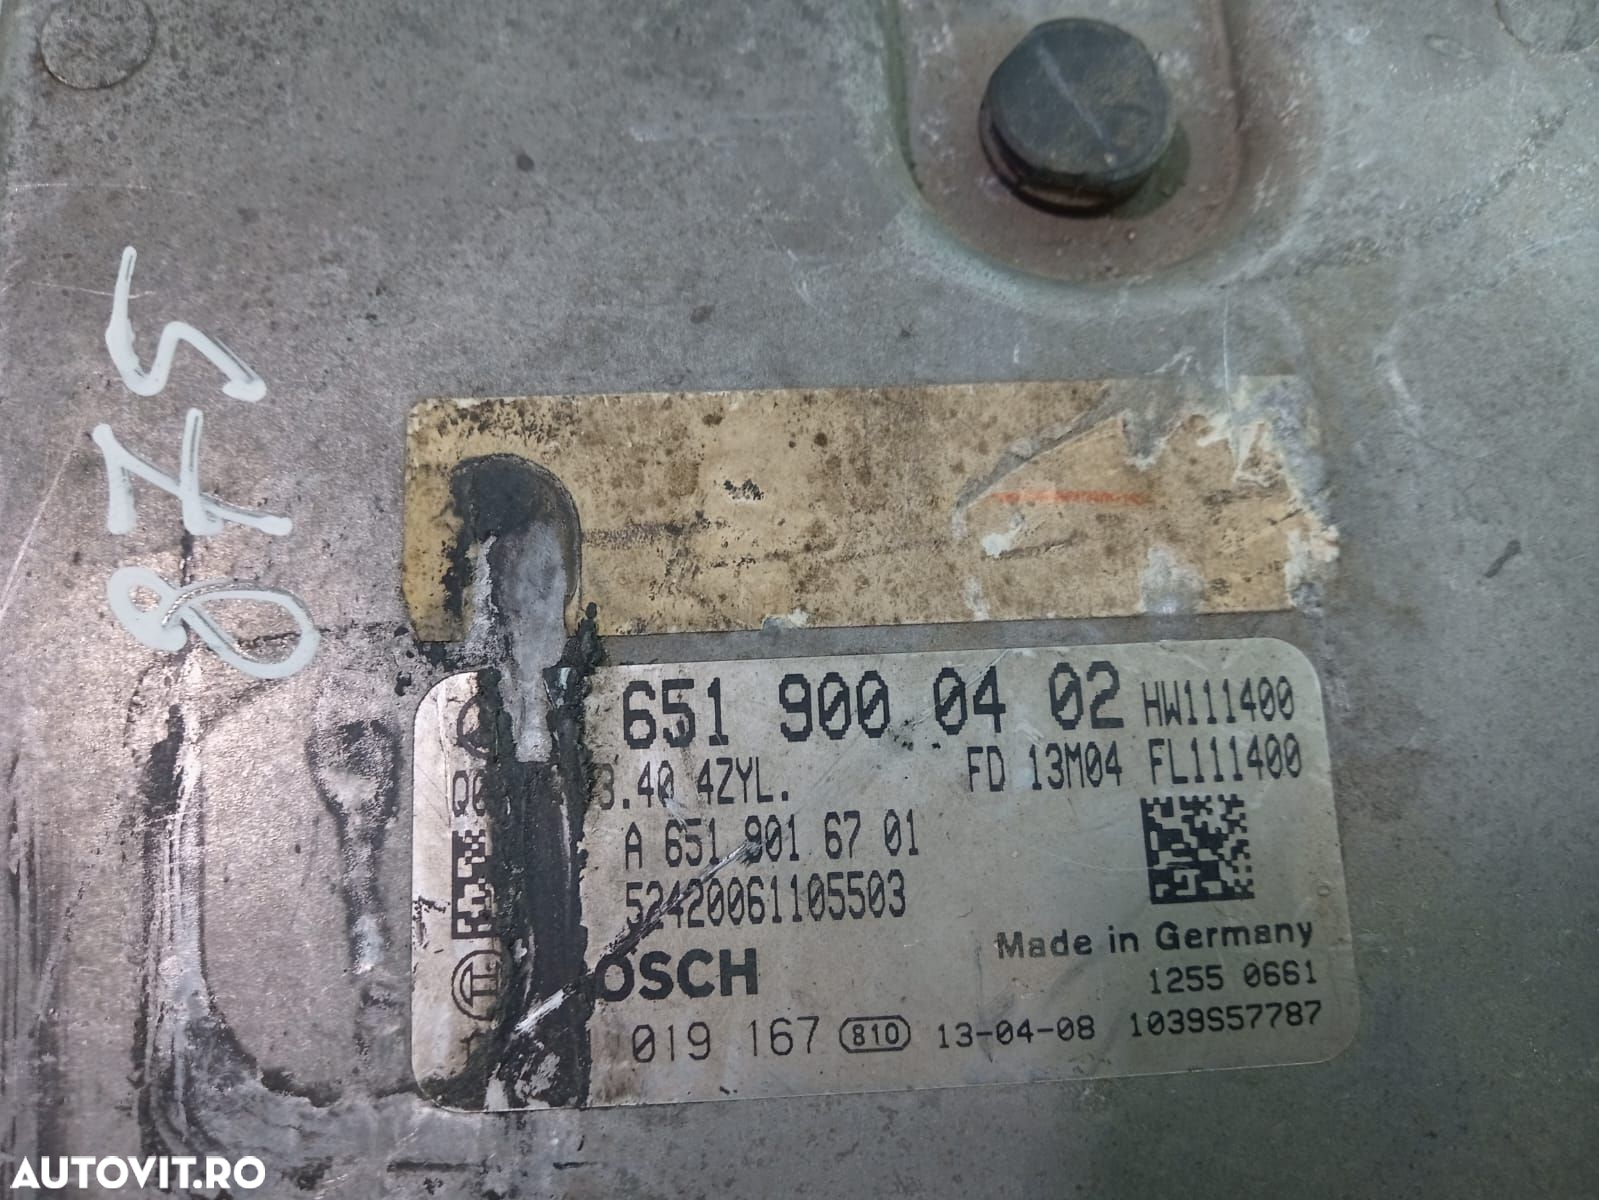 875
651 900 04 02 HW111400
3.40 4ZYL. FD 13M04 FL111400
A 651 901 67 01
52420061105503
OSCH
Made in Germany
1255 0661
019 167 810 13-04-08 1039S57787
AUTOVIT.RO